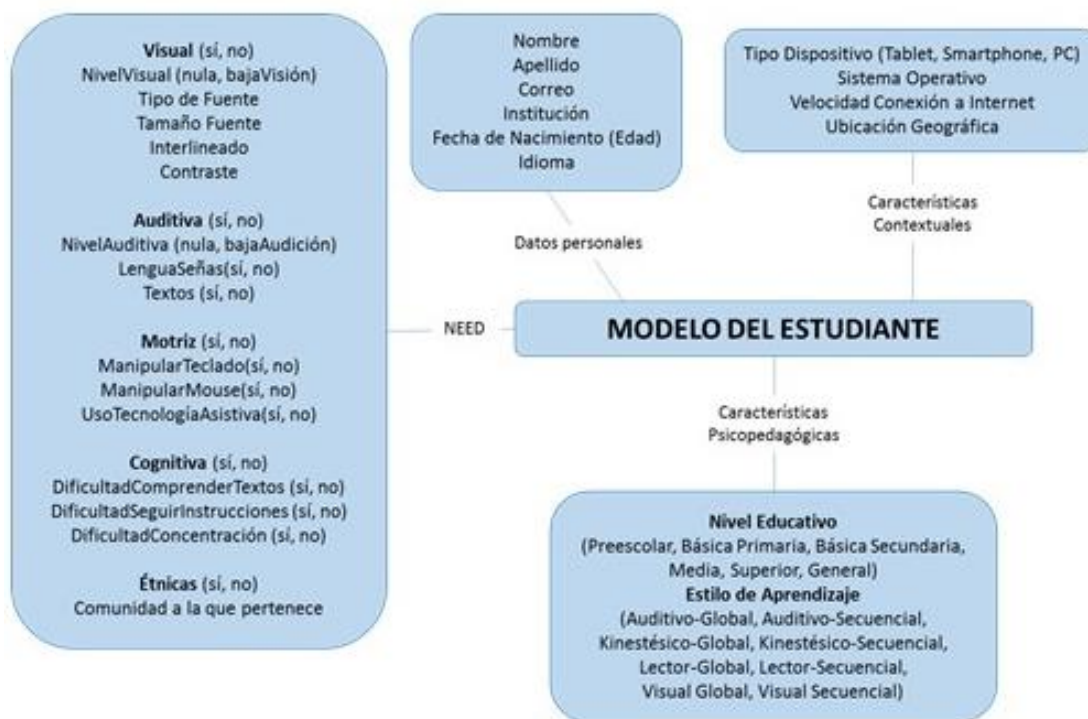 Visual (sí, no)
NivelVisual (nula, bajaVisión)
Tipo de Fuente
Tamaño Fuente
Interlineado
Contraste
Auditiva (sí, no)
NivelAuditiva (nula, bajaAudición)
LenguaSeñas(sí, no)
Textos (sí, no)
Motriz (sí, no)
ManipularTeclado(sí, no)
ManipularMouse(sí, no)
UsoTecnologíaAsistiva(sí, no)
Cognitiva (sí, no)
DificultadComprenderTextos (sí, no)
DificultadSeguirInstrucciones (sí, no)
DificultadConcentración (sí, no)
Étnicas (sí, no)
Comunidad a la que pertenece
Nombre
Apellido
Correo
Institución
Fecha de Nacimiento (Edad)
Idioma
Tipo Dispositivo (Tablet, Smartphone, PC)
Sistema Operativo
Velocidad Conexión a Internet
Ubicación Geográfica
Datos personales
Características
Contextuales
NEED
MODELO DEL ESTUDIANTE
Características
Psicopedagógicas
Nivel Educativo
(Preescolar, Básica Primaria, Básica Secundaria,
Media, Superior, General)
Estilo de Aprendizaje
(Auditivo-Global, Auditivo-Secuencial,
Kinestésico-Global, Kinestésico-Secuencial,
Lector-Global, Lector-Secuencial,
Visual Global, Visual Secuencial)